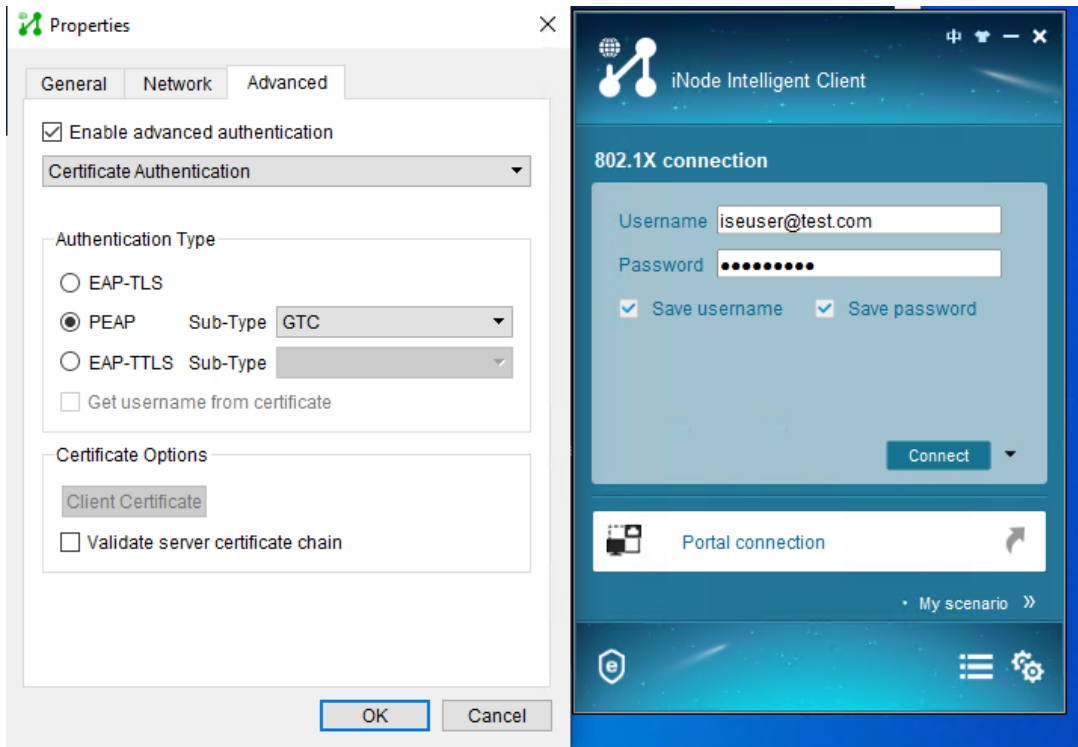 Properties
General Network Advanced
Enable advanced authentication
Certificate Authentication
Authentication Type
EAP-TLS
PEAP Sub-Type GTC
EAP-TTLS Sub-Type
Get username from certificate
Certificate Options
Client Certificate
Validate server certificate chain
OK Cancel
中
iNode Intelligent Client
802.1X connection
Username iseuser@test.com
Password •••••••••
Save username Save password
Connect
Portal connection
• My scenario »
e